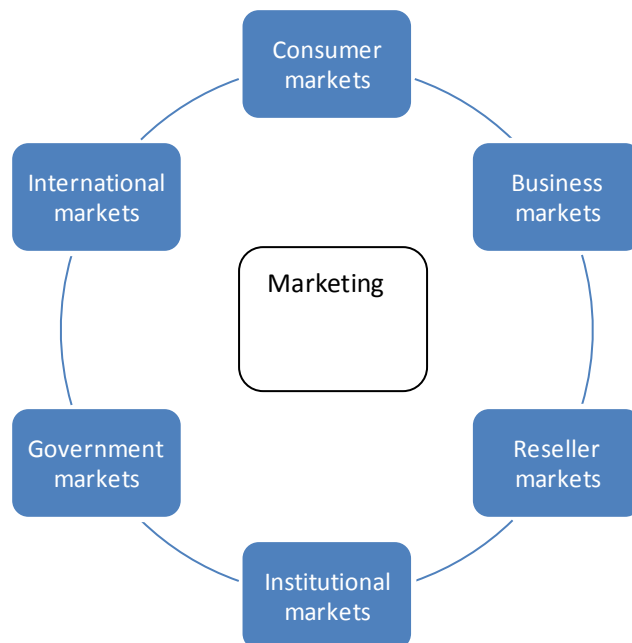 Consumer
markets
International
markets
Business
markets
Marketing
Government
markets
Reseller
markets
Institutional
markets